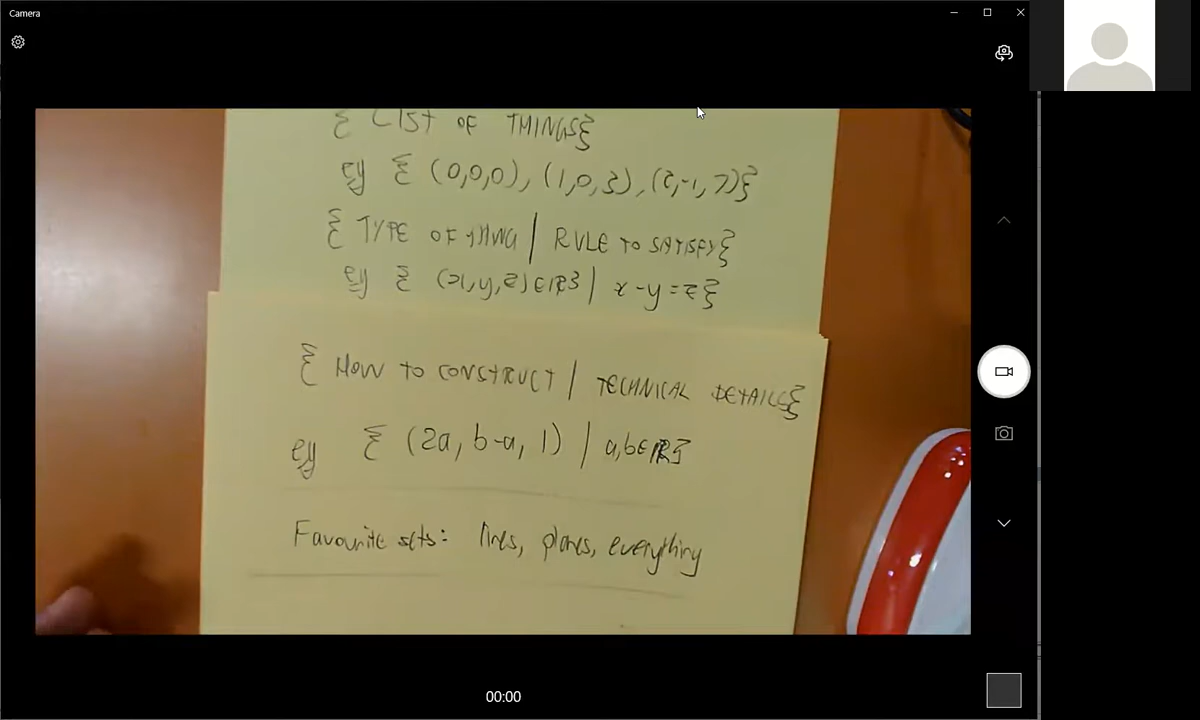 Camera
{ LIST OF THINGS}
eg { (0,0,0), (1,0,3), (2,-1,7)}
{ TYPE OF THING | RULE TO SATISFY}
eg { (x,y,z)∈ℝ³ | x-y=z}
{ HOW TO CONSTRUCT | TECHNICAL DETAILS}
eg { (2a, b-a, 1) | a,b∈ℝ}
Favourite sets: lines, planes, everything
00:00